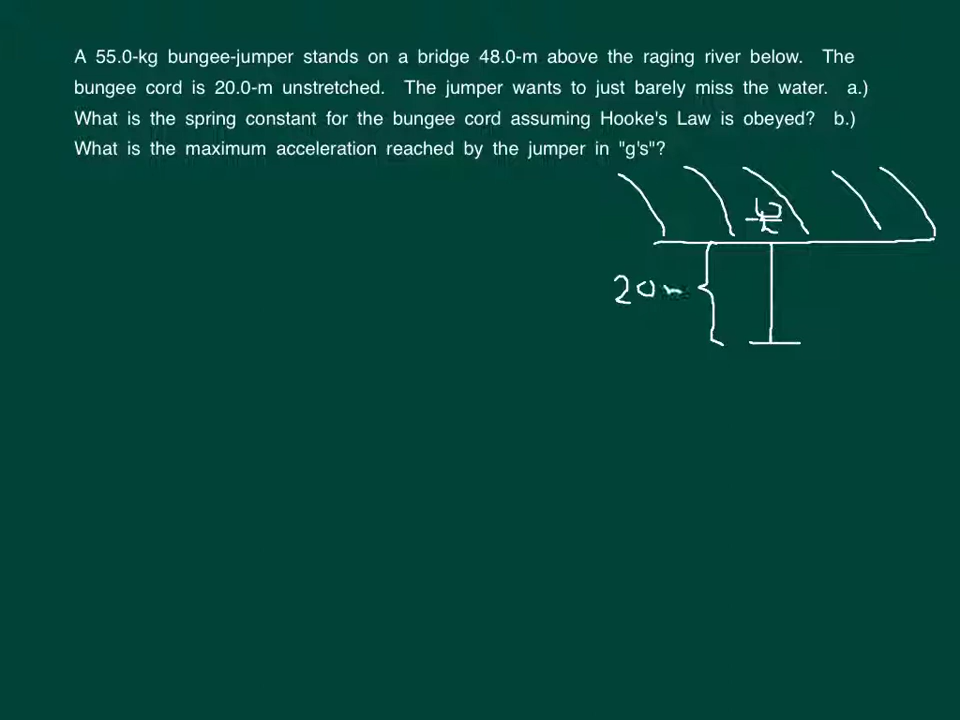 A 55.0-kg bungee-jumper stands on a bridge 48.0-m above the raging river below. The
bungee cord is 20.0-m unstretched. The jumper wants to just barely miss the water. a.)
What is the spring constant for the bungee cord assuming Hooke's Law is obeyed? b.)
What is the maximum acceleration reached by the jumper in "g's"?
20m